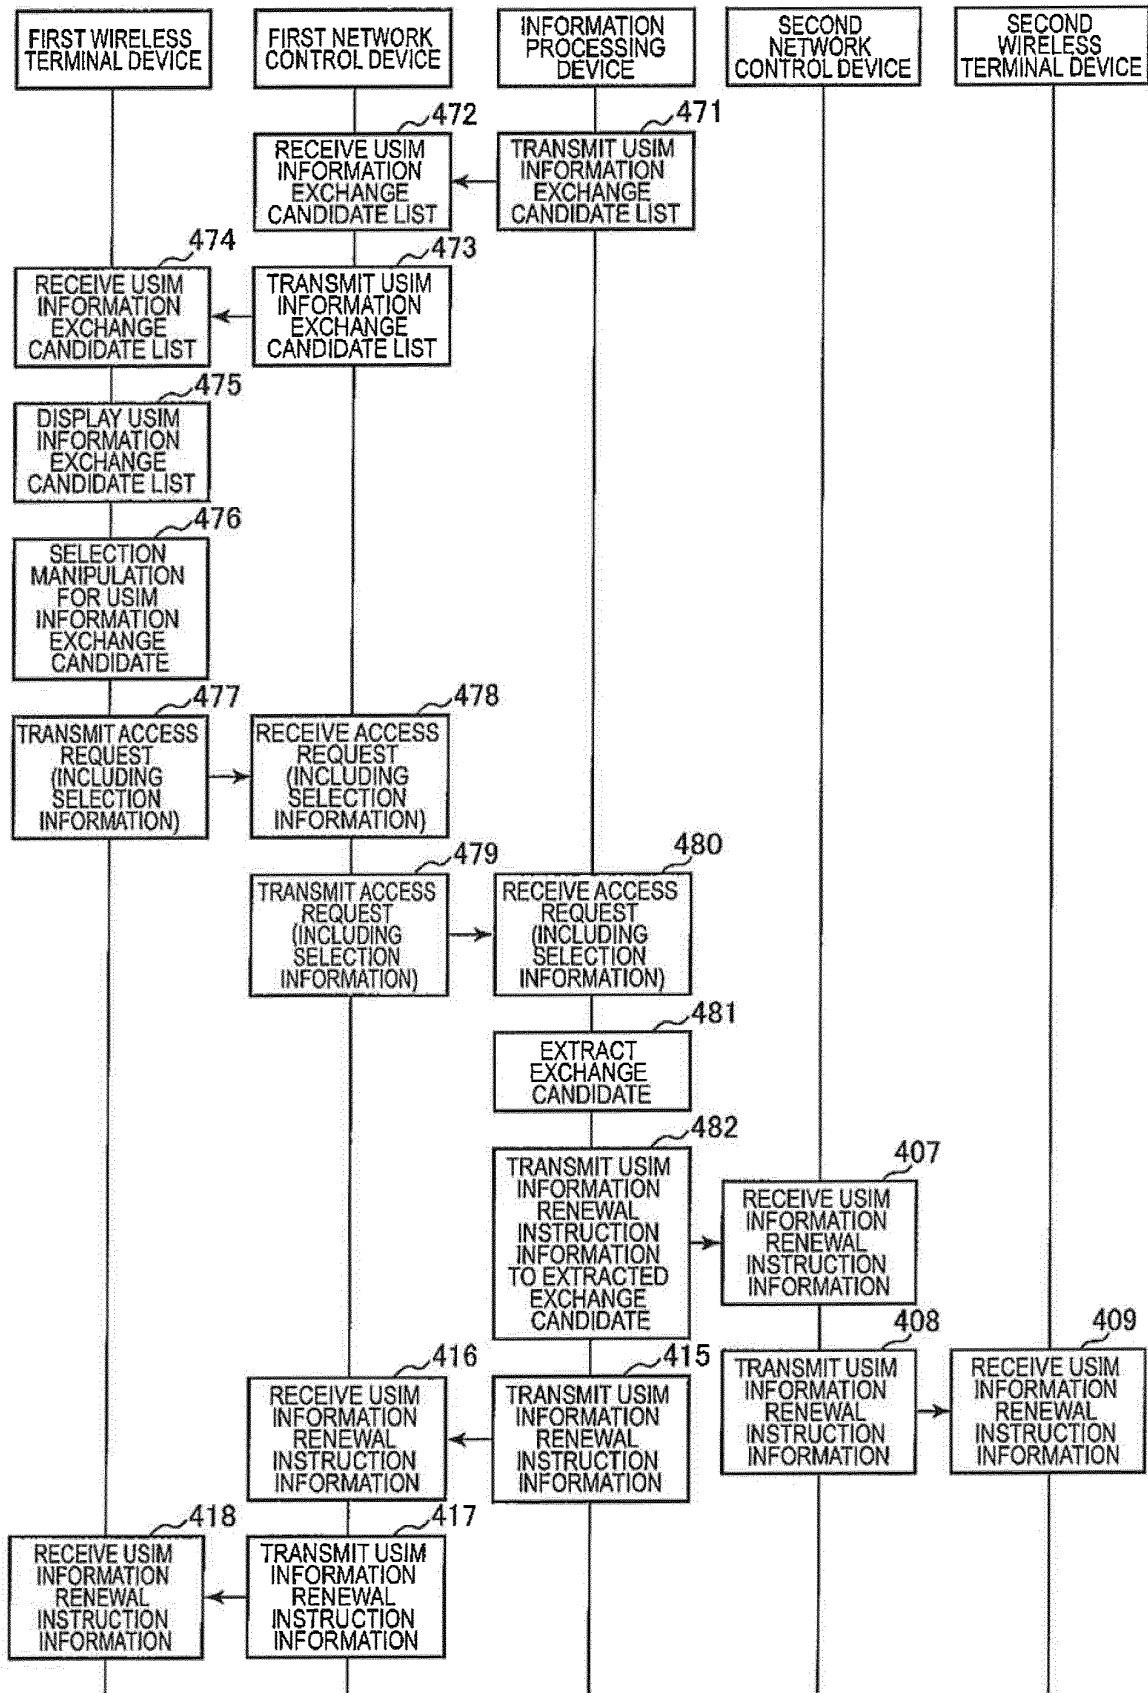 FIRST WIRELESS
TERMINAL DEVICE
FIRST NETWORK
CONTROL DEVICE
INFORMATION
PROCESSING
DEVICE
SECOND
NETWORK
CONTROL DEVICE
SECOND
WIRELESS
TERMINAL DEVICE
472
RECEIVE USIM
INFORMATION
EXCHANGE
CANDIDATE LIST
471
TRANSMIT USIM
INFORMATION
EXCHANGE
CANDIDATE LIST
474
RECEIVE USIM
INFORMATION
EXCHANGE
CANDIDATE LIST
473
TRANSMIT USIM
INFORMATION
EXCHANGE
CANDIDATE LIST
475
DISPLAY USIM
INFORMATION
EXCHANGE
CANDIDATE LIST
476
SELECTION
MANIPULATION
FOR USIM
INFORMATION
EXCHANGE
CANDIDATE
477
TRANSMIT ACCESS
REQUEST
(INCLUDING
SELECTION
INFORMATION)
478
RECEIVE ACCESS
REQUEST
(INCLUDING
SELECTION
INFORMATION)
479
TRANSMIT ACCESS
REQUEST
(INCLUDING
SELECTION
INFORMATION)
480
RECEIVE ACCESS
REQUEST
(INCLUDING
SELECTION
INFORMATION)
481
EXTRACT
EXCHANGE
CANDIDATE
482
TRANSMIT USIM
INFORMATION
RENEWAL
INSTRUCTION
INFORMATION
TO EXTRACTED
EXCHANGE
CANDIDATE
407
RECEIVE USIM
INFORMATION
RENEWAL
INSTRUCTION
INFORMATION
408
TRANSMIT USIM
INFORMATION
RENEWAL
INSTRUCTION
INFORMATION
409
RECEIVE USIM
INFORMATION
RENEWAL
INSTRUCTION
INFORMATION
416
RECEIVE USIM
INFORMATION
RENEWAL
INSTRUCTION
INFORMATION
415
TRANSMIT USIM
INFORMATION
RENEWAL
INSTRUCTION
INFORMATION
418
RECEIVE USIM
INFORMATION
RENEWAL
INSTRUCTION
INFORMATION
417
TRANSMIT USIM
INFORMATION
RENEWAL
INSTRUCTION
INFORMATION